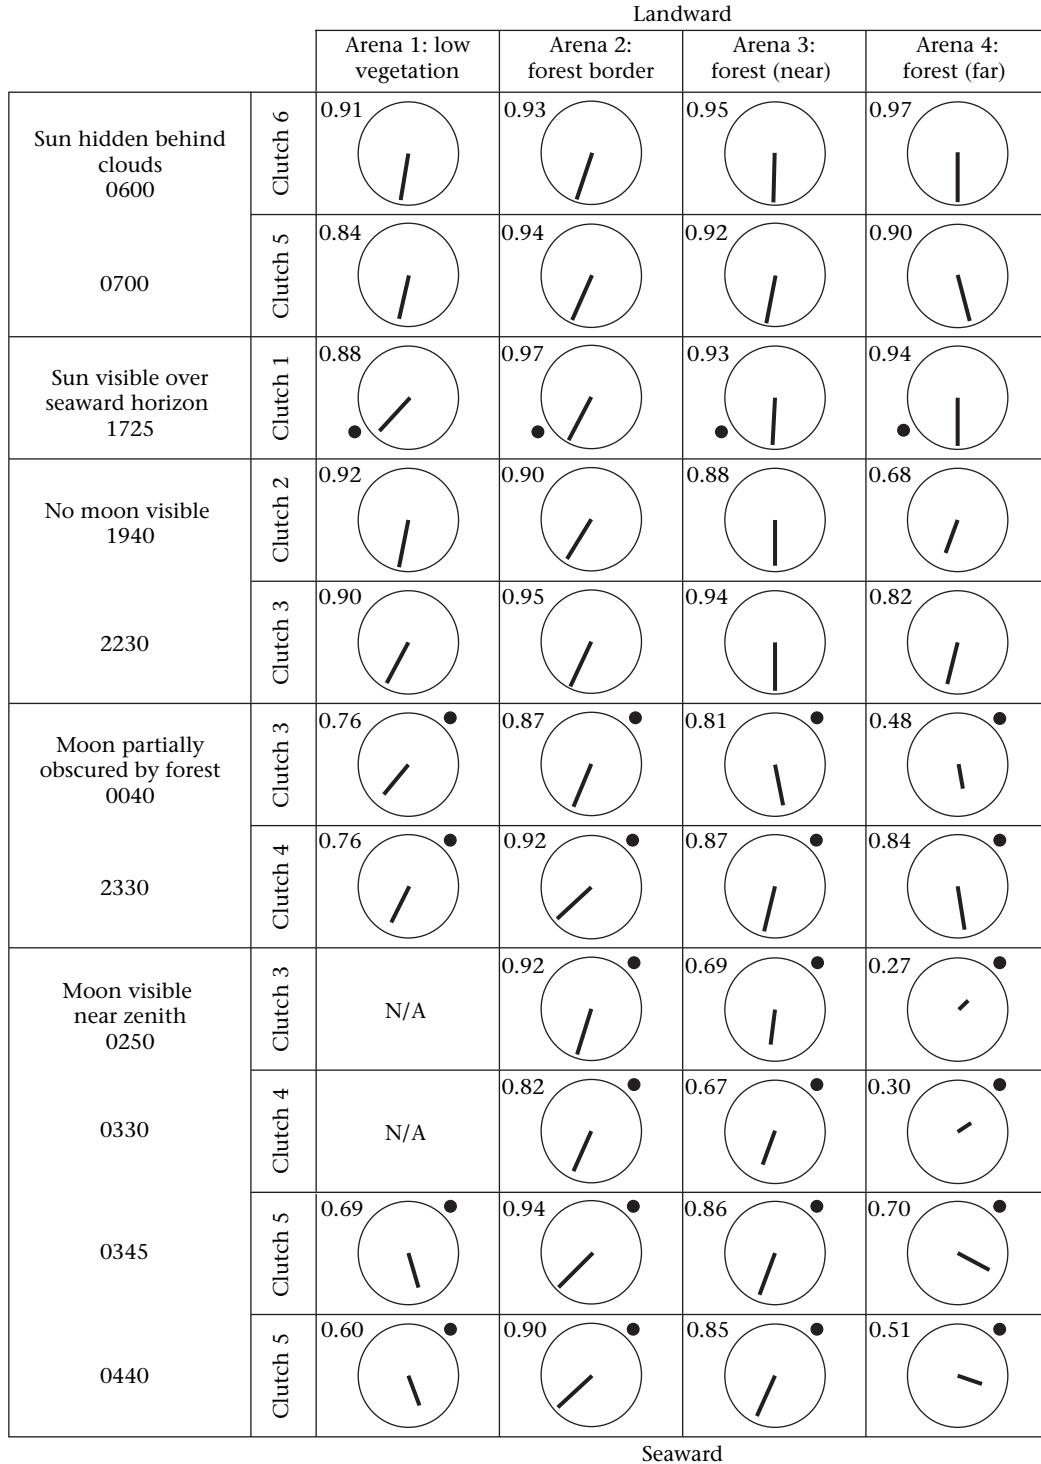 Landward
Arena 1: low
vegetation
Arena 2:
forest border
Arena 3:
forest (near)
Arena 4:
forest (far)
Sun hidden behind
clouds
0600
Clutch 6
0.91
0.93
0.95
0.97
0700
Clutch 5
0.84
0.94
0.92
0.90
Sun visible over
seaward horizon
1725
Clutch 1
0.88
0.97
0.93
0.94
No moon visible
1940
Clutch 2
0.92
0.90
0.88
0.68
2230
Clutch 3
0.90
0.95
0.94
0.82
Moon partially
obscured by forest
0040
Clutch 3
0.76
0.87
0.81
0.48
2330
Clutch 4
0.76
0.92
0.87
0.84
Moon visible
near zenith
0250
Clutch 3
N/A
0.92
0.69
0.27
0330
Clutch 4
N/A
0.82
0.67
0.30
0345
Clutch 5
0.69
0.94
0.86
0.70
0440
Clutch 5
0.60
0.90
0.85
0.51
Seaward